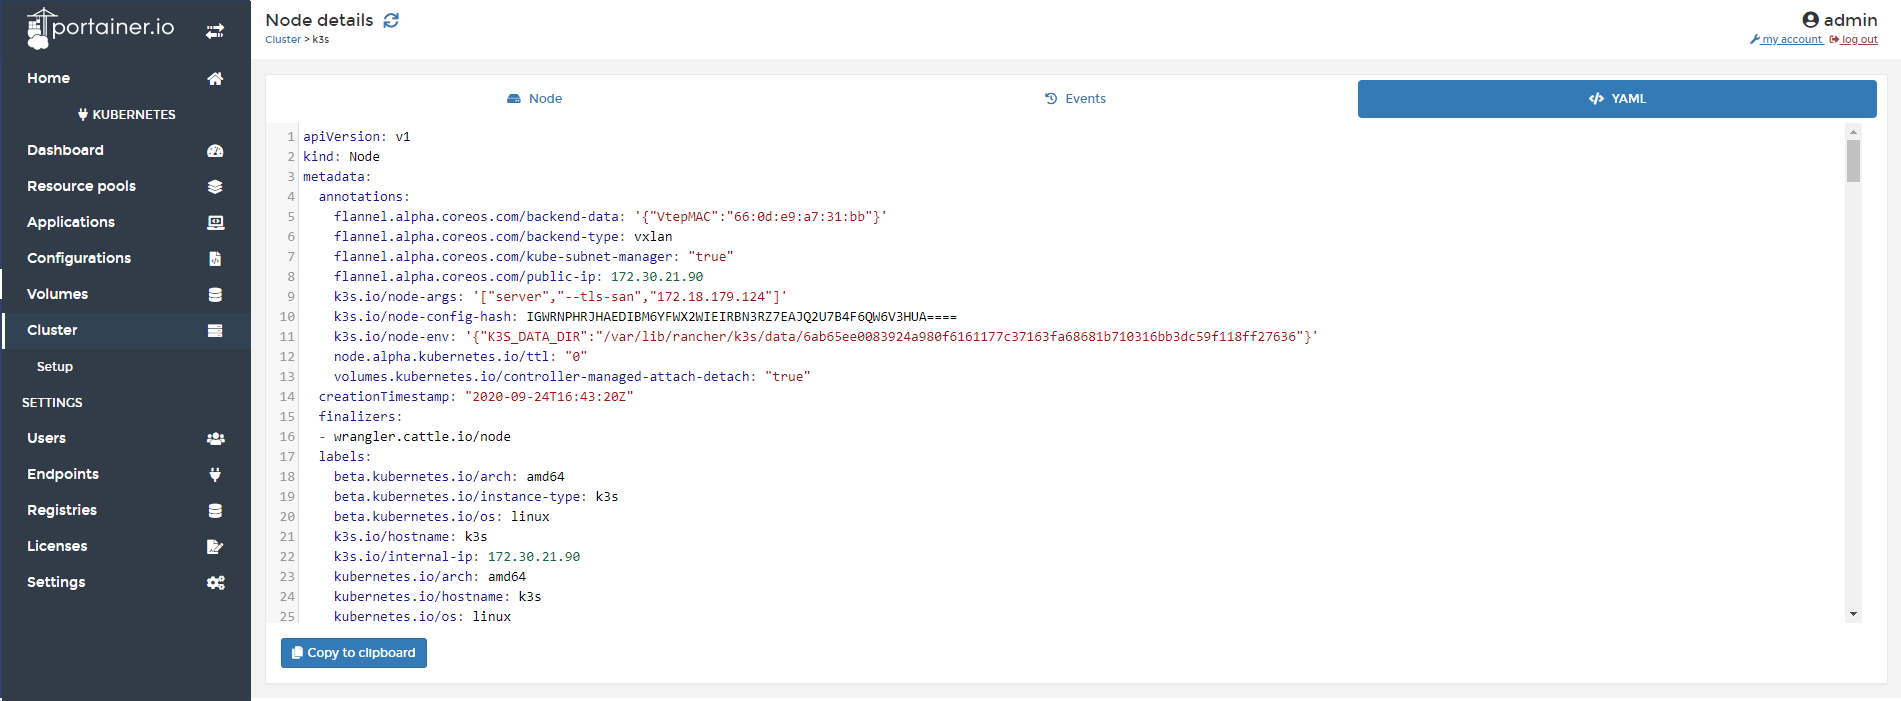 portainer.io
Home
KUBERNETES
Dashboard
Resource pools
Applications
Configurations
Volumes
Cluster
Setup
SETTINGS
Users
Endpoints
Registries
Licenses
Settings
Node details
Cluster > k3s
admin
my account log out
Node Events YAML
1 apiVersion: v1
2 kind: Node
3 metadata:
4 annotations:
5 flannel.alpha.coreos.com/backend-data: '{"VtepMAC":"66:0d:e9:a7:31:bb"}'
6 flannel.alpha.coreos.com/backend-type: vxlan
7 flannel.alpha.coreos.com/kube-subnet-manager: "true"
8 flannel.alpha.coreos.com/public-ip: 172.30.21.90
9 k3s.io/node-args: '["server","--tls-san","172.18.179.124"]'
10 k3s.io/node-config-hash: IGWRNPHRJHAEDIBM6YFWX2WIEIRBN3RZ7EAJQ2U7B4F6QW6V3HUA====
11 k3s.io/node-env: '{"K3S_DATA_DIR":"/var/lib/rancher/k3s/data/6ab65ee0083924a980f6161177c37163fa68681b710316bb3dc59f118ff27636"}'
12 node.alpha.kubernetes.io/ttl: "0"
13 volumes.kubernetes.io/controller-managed-attach-detach: "true"
14 creationTimestamp: "2020-09-24T16:43:20Z"
15 finalizers:
16 - wrangler.cattle.io/node
17 labels:
18 beta.kubernetes.io/arch: amd64
19 beta.kubernetes.io/instance-type: k3s
20 beta.kubernetes.io/os: linux
21 k3s.io/hostname: k3s
22 k3s.io/internal-ip: 172.30.21.90
23 kubernetes.io/arch: amd64
24 kubernetes.io/hostname: k3s
25 kubernetes.io/os: linux
Copy to clipboard